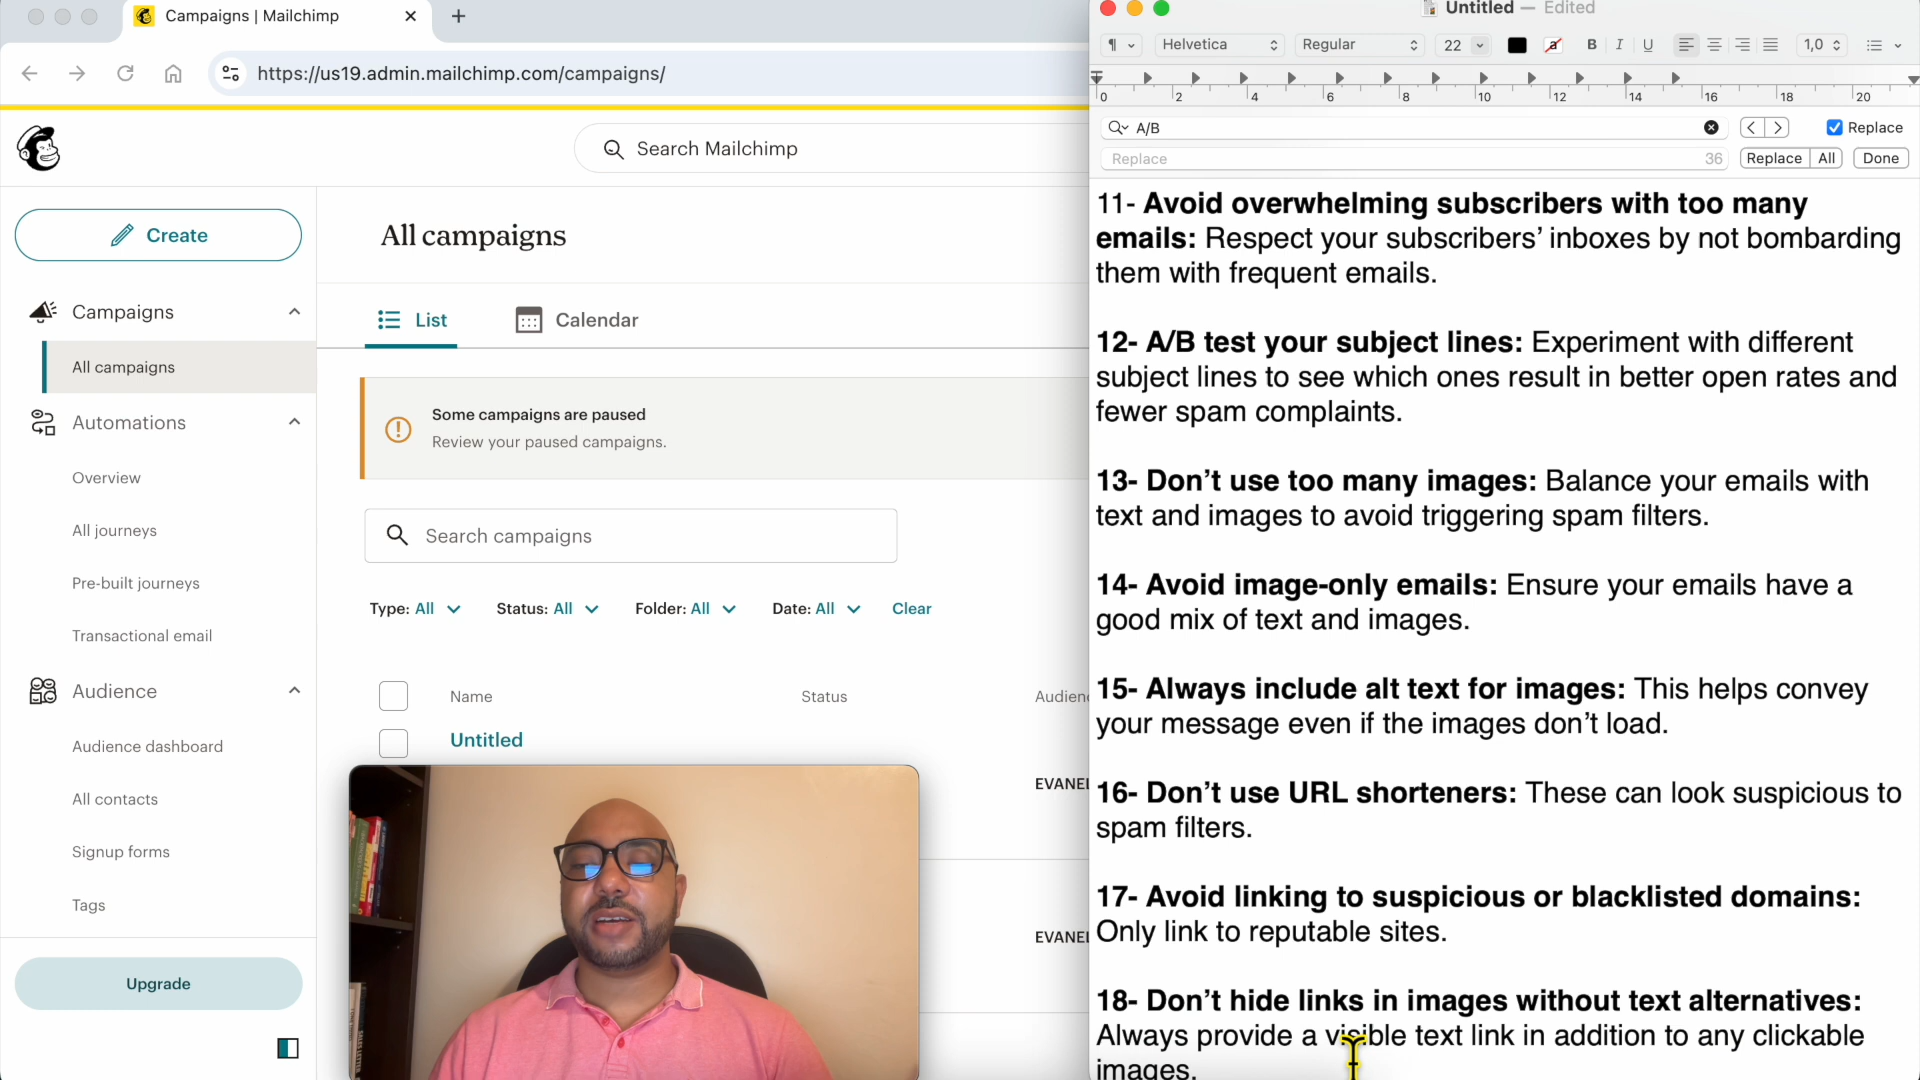 Campaigns | Mailchimp
https://us19.admin.mailchimp.com/campaigns/
Search Mailchimp
Create
Campaigns
All campaigns
Automations
Overview
All journeys
Pre-built journeys
Transactional email
Audience
Audience dashboard
All contacts
Signup forms
Tags
Upgrade
All campaigns
List
Calendar
Some campaigns are paused
Review your paused campaigns.
Search campaigns
Type: All
Status: All
Folder: All
Date: All
Clear
Name
Status
Untitled
Untitled — Edited
Helvetica
Regular
22
a
B
I
U
1,0
0
2
4
6
8
10
12
14
16
18
20
A/B
Replace
Replace
36
Replace
All
Done
11- Avoid overwhelming subscribers with too many
emails: Respect your subscribers’ inboxes by not bombarding
them with frequent emails.
12- A/B test your subject lines: Experiment with different
subject lines to see which ones result in better open rates and
fewer spam complaints.
13- Don’t use too many images: Balance your emails with
text and images to avoid triggering spam filters.
14- Avoid image-only emails: Ensure your emails have a
good mix of text and images.
15- Always include alt text for images: This helps convey
your message even if the images don’t load.
16- Don’t use URL shorteners: These can look suspicious to
spam filters.
17- Avoid linking to suspicious or blacklisted domains:
Only link to reputable sites.
18- Don’t hide links in images without text alternatives:
Always provide a visible text link in addition to any clickable
images.